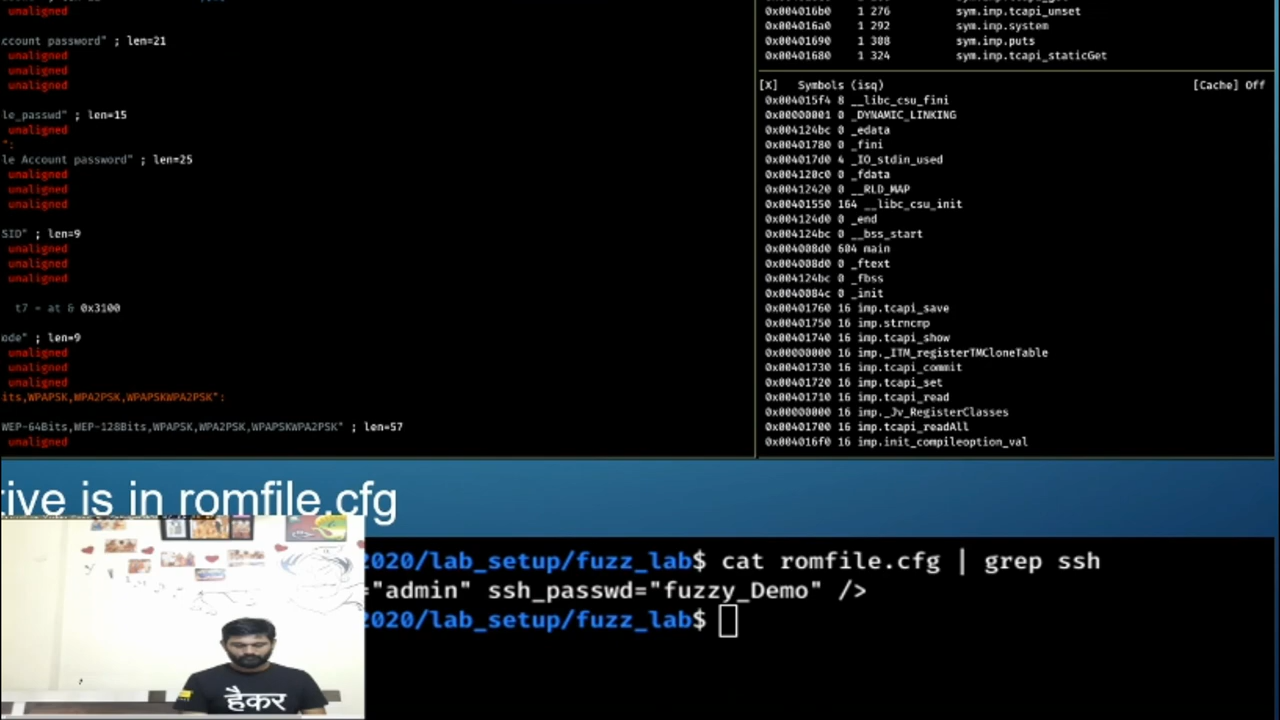 unaligned
ccount password" ; len=21
unaligned
unaligned
unaligned
le_passwd" ; len=15
unaligned
":
le Account password" ; len=25
unaligned
unaligned
unaligned
SID" ; len=9
unaligned
unaligned
unaligned
t7 = at & 0x3100
ode" ; len=9
unaligned
unaligned
unaligned
its,WPAPSK,WPA2PSK,WPAPSKWPA2PSK":
WEP-64Bits,WEP-128Bits,WPAPSK,WPA2PSK,WPAPSKWPA2PSK" ; len=57
unaligned
0x004016b0 1 276 sym.imp.tcapi_unset
0x004016a0 1 292 sym.imp.system
0x00401690 1 308 sym.imp.puts
0x00401680 1 324 sym.imp.tcapi_staticGet
[X] Symbols (isq) [Cache] Off
0x004015f4 8 __libc_csu_fini
0x00000001 0 _DYNAMIC_LINKING
0x004124bc 0 _edata
0x00401780 0 _fini
0x004017d0 4 _IO_stdin_used
0x004120c0 0 _fdata
0x00412420 0 __RLD_MAP
0x00401550 164 __libc_csu_init
0x004124d0 0 _end
0x004124bc 0 __bss_start
0x004008d0 604 main
0x004008d0 0 _ftext
0x004124bc 0 _fbss
0x0040084c 0 _init
0x00401760 16 imp.tcapi_save
0x00401750 16 imp.strncmp
0x00401740 16 imp.tcapi_show
0x00000000 16 imp._ITM_registerTMCloneTable
0x00401730 16 imp.tcapi_commit
0x00401720 16 imp.tcapi_set
0x00401710 16 imp.tcapi_read
0x00000000 16 imp._Jv_RegisterClasses
0x00401700 16 imp.tcapi_readAll
0x004016f0 16 imp.init_compileoption_val
tive is in romfile.cfg
2020/lab_setup/fuzz_lab$ cat romfile.cfg | grep ssh
="admin" ssh_passwd="fuzzy_Demo" />
2020/lab_setup/fuzz_lab$
हैकर